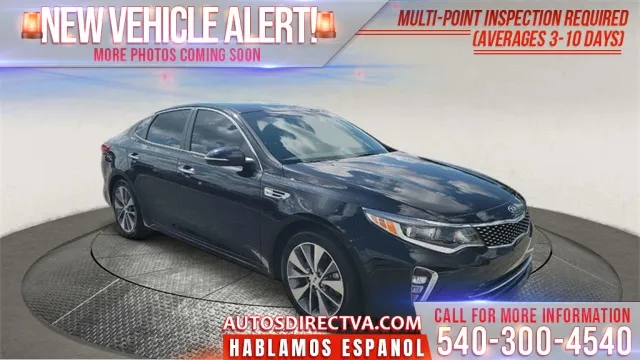 NEW VEHICLE ALERT!
MORE PHOTOS COMING SOON
MULTI-POINT INSPECTION REQUIRED
(AVERAGES 3-10 DAYS)
KIA
AUTOSDIRECTVA.COM
HABLAMOS ESPANOL
CALL FOR MORE INFORMATION
540-300-4540